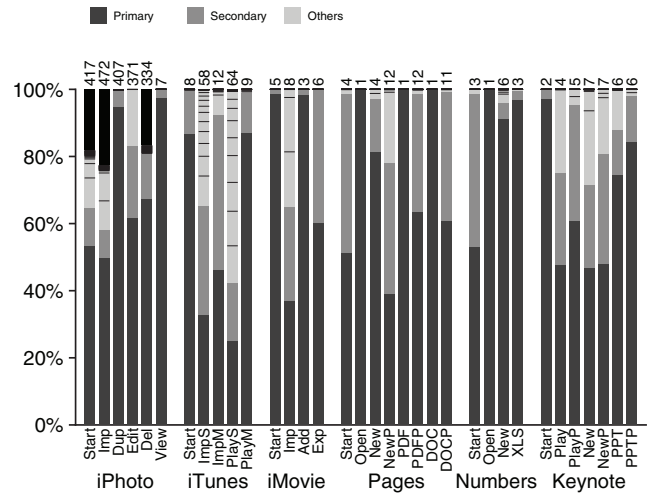 Primary Secondary Others
417 472 407 371 334 7 8 58 12 64 9 5 8 3 6 4 1 4 12 1 12 1 11 3 1 6 3 2 4 5 7 7 6 6
100%
80%
60%
40%
20%
0%
Start Imp Dup Edit Del View Start ImpS ImpM PlayS PlayM Start Imp Add Exp Start Open New NewP PDF PDFP DOC DOCP Start Open New XLS Start Play PlayP New NewP PPT PPTP
iPhoto iTunes iMovie Pages Numbers Keynote